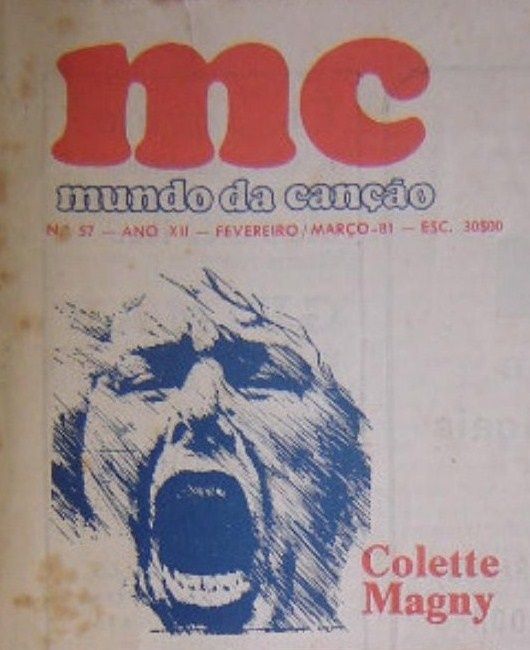 mc
mundo da canção
Nº 57 — ANO XII — FEVEREIRO / MARÇO-81 — ESC. 30$00
Colette
Magny